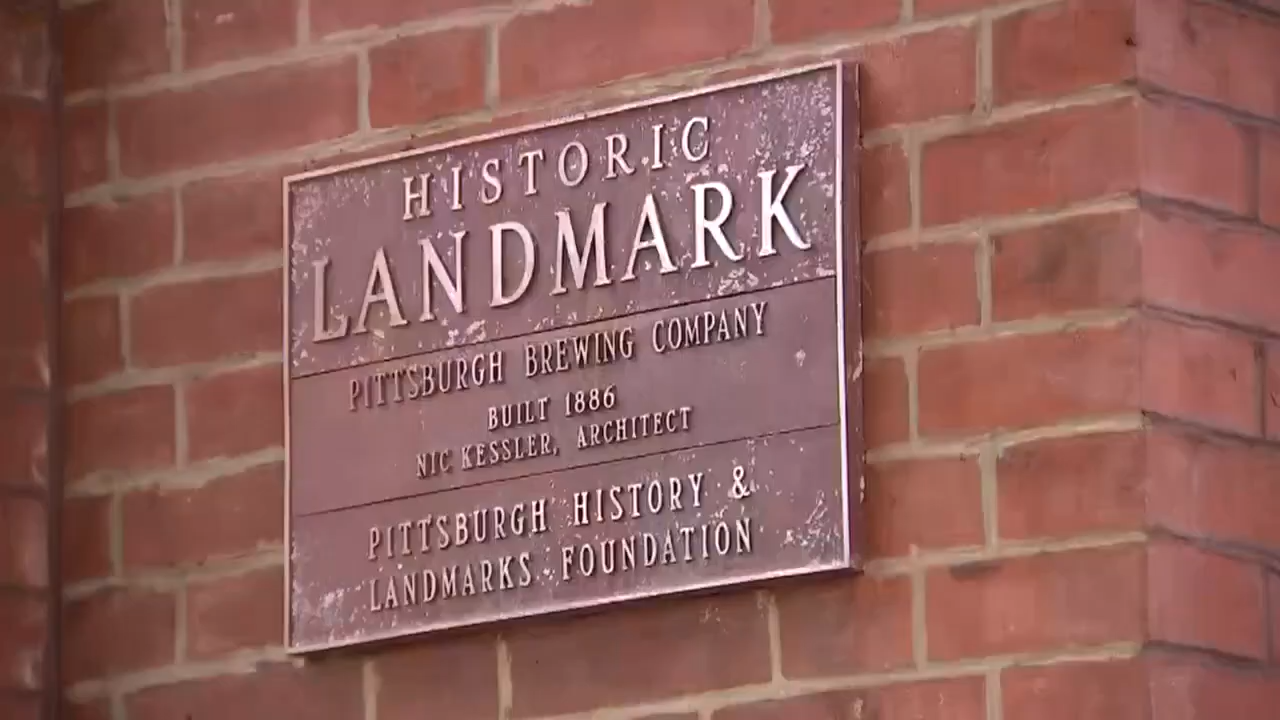 HISTORIC
LANDMARK
PITTSBURGH BREWING COMPANY
BUILT 1886
NIC KESSLER, ARCHITECT
PITTSBURGH HISTORY &
LANDMARKS FOUNDATION